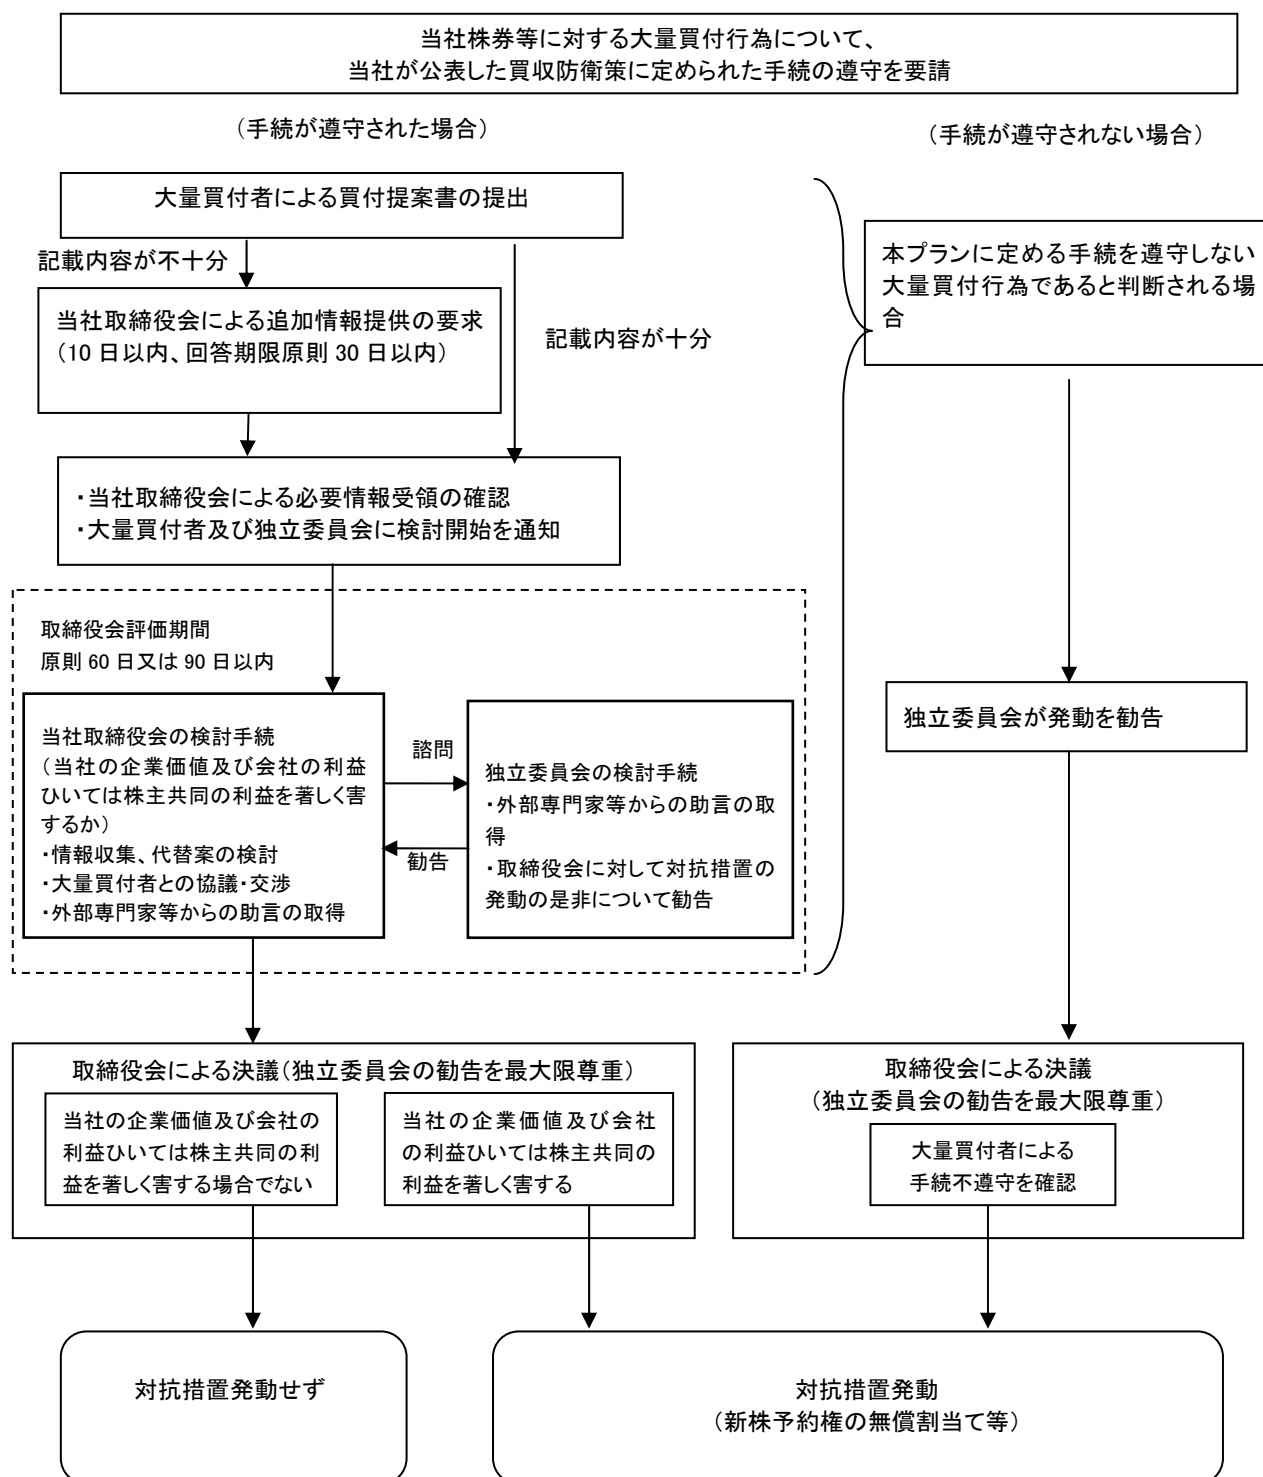 当社株券等に対する大量買付行為について、
当社が公表した買収防衛策に定められた手続の遵守を要請
（手続が遵守された場合）
（手続が遵守されない場合）
大量買付者による買付提案書の提出
記載内容が不十分
当社取締役会による追加情報提供の要求
（10 日以内、回答期限原則 30 日以内）
記載内容が十分
本プランに定める手続を遵守しない
大量買付行為であると判断される場
合
・当社取締役会による必要情報受領の確認
・大量買付者及び独立委員会に検討開始を通知
取締役会評価期間
原則 60 日又は 90 日以内
当社取締役会の検討手続
（当社の企業価値及び会社の利益
ひいては株主共同の利益を著しく害
するか）
・情報収集、代替案の検討
・大量買付者との協議・交渉
・外部専門家等からの助言の取得
諮問
勧告
独立委員会の検討手続
・外部専門家等からの助言の取
得
・取締役会に対して対抗措置の
発動の是非について勧告
独立委員会が発動を勧告
取締役会による決議（独立委員会の勧告を最大限尊重）
当社の企業価値及び会社の
利益ひいては株主共同の利
益を著しく害する場合でない
当社の企業価値及び会社
の利益ひいては株主共同の
利益を著しく害する
取締役会による決議
（独立委員会の勧告を最大限尊重）
大量買付者による
手続不遵守を確認
対抗措置発動せず
対抗措置発動
（新株予約権の無償割当て等）